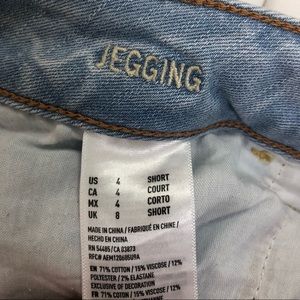 JEGGING
US 4 SHORT
CA 4 COURT
MX 4 CORTO
UK 8 SHORT
MADE IN CHINA / FABRIQUÉ EN CHINE /
HECHO EN CHINA
RN 54485 / CA 03873
RFC# AEM120606U9A
EN: 71% COTTON / 15% VISCOSE / 12%
POLYESTER / 2% ELASTANE
EXCLUSIVE OF DECORATION
FR: 71% COTON / 15% VISCOSE / 12%